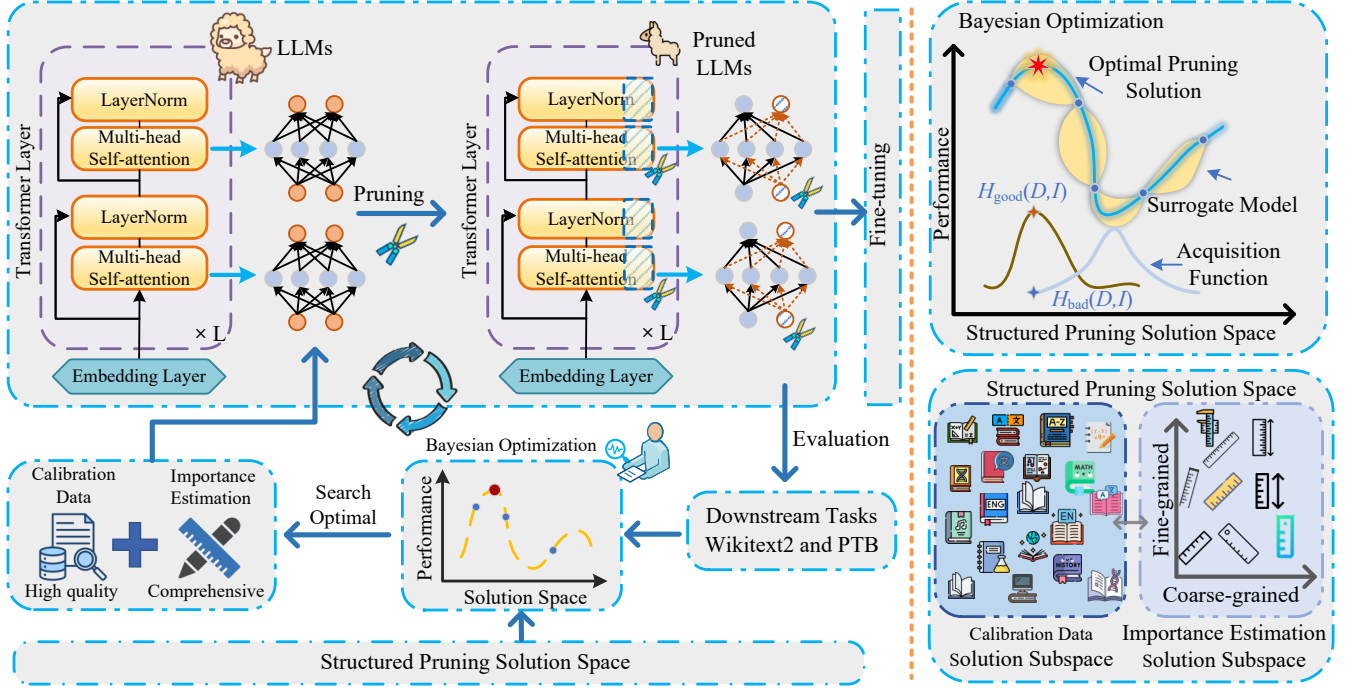 LLMs
Transformer Layer
LayerNorm
Multi-head
Self-attention
LayerNorm
Multi-head
Self-attention
× L
Embedding Layer
Pruning
Pruned
LLMs
Transformer Layer
LayerNorm
Multi-head
Self-attention
LayerNorm
Multi-head
Self-attention
× L
Embedding Layer
Fine-tuning
Evaluation
Calibration
Data
High quality
Importance
Estimation
Comprehensive
Search
Optimal
Bayesian Optimization
Performance
Solution Space
Downstream Tasks
Wikitext2 and PTB
Structured Pruning Solution Space
Bayesian Optimization
Performance
Optimal Pruning
Solution
Surrogate Model
Hgood(D,I)
Acquisition
Function
Hbad(D,I)
Structured Pruning Solution Space
Structured Pruning Solution Space
A-Z
MATH
ENG
EN
HISTORY
Calibration Data
Solution Subspace
Fine-grained
Coarse-grained
Importance Estimation
Solution Subspace